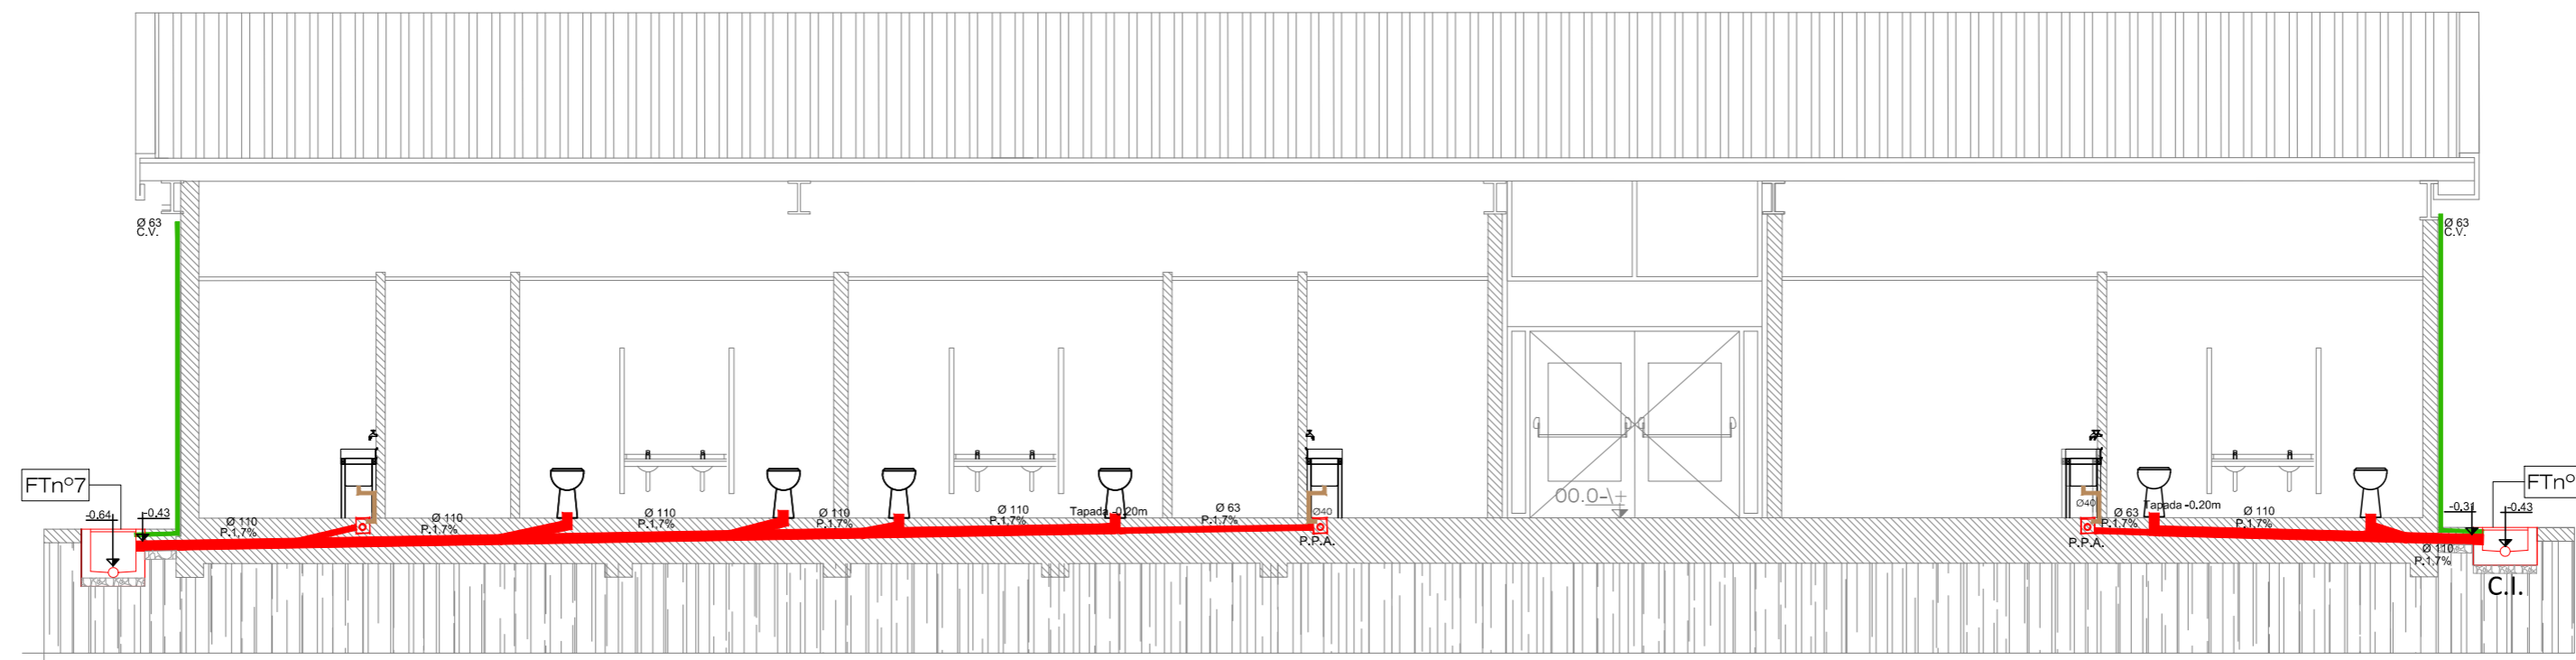 Ø 63
C.V.
Ø 63
C.V.
FTnº7
-0.64
-0.43
Ø 110
P.1,7%
Ø 110
P.1,7%
Ø 110
P.1,7%
Ø 110
P.1,7%
Ø 110
P.1,7%
Tapada -0.20m
Ø 63
P.1,7%
Ø40
P.P.A.
+/-0.00
Ø40
P.P.A.
Ø 63
P.1,7%
Tapada -0.20m
Ø 110
P.1,7%
Ø 110
P.1,7%
-0.31
-0.43
FTnº
C.I.